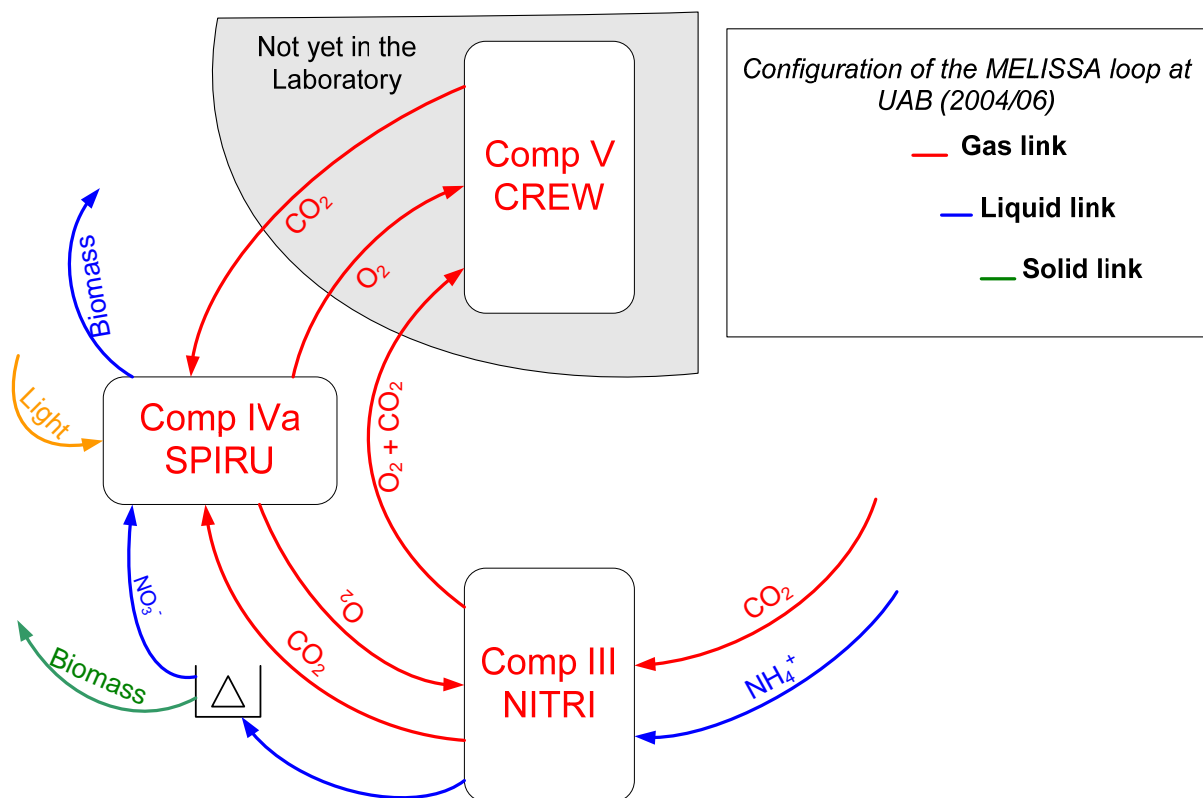 Not yet in the
Laboratory
Configuration of the MELISSA loop at
UAB (2004/06)
Gas link
Liquid link
Solid link
Comp V
CREW
CO₂
O₂
Biomass
Light
Comp IVa
SPIRU
O₂ + CO₂
NO₃⁻
O₂
CO₂
Biomass
Comp III
NITRI
CO₂
NH₄⁺